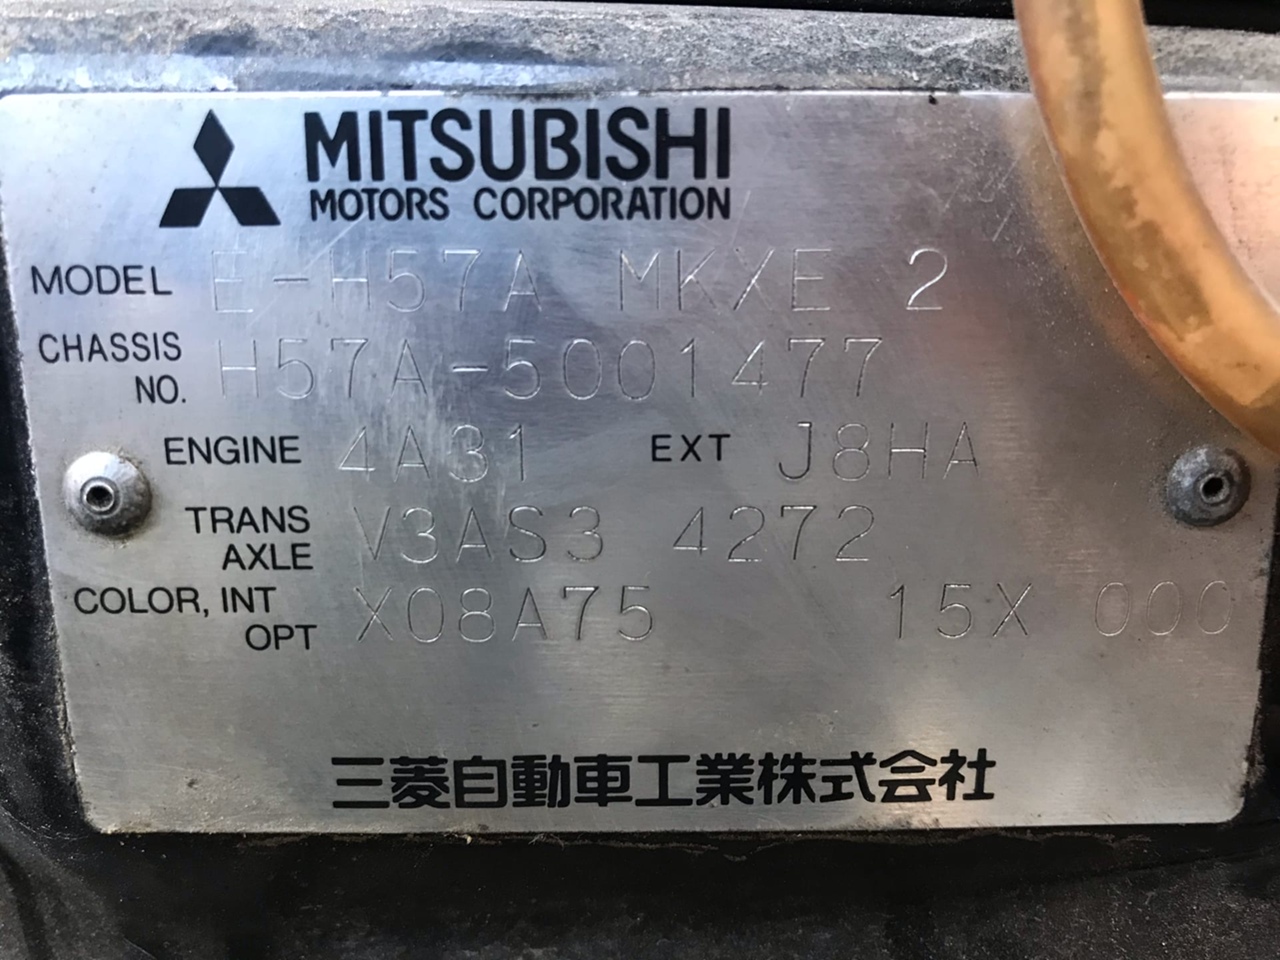 MITSUBISHI
MOTORS CORPORATION
MODEL E-H57A MKXE 2
CHASSIS
NO. H57A-5001477
ENGINE 4A31 EXT J8HA
TRANS
AXLE V3AS3 4272
COLOR, INT
OPT X08A75 15X 000
三菱自動車工業株式会社